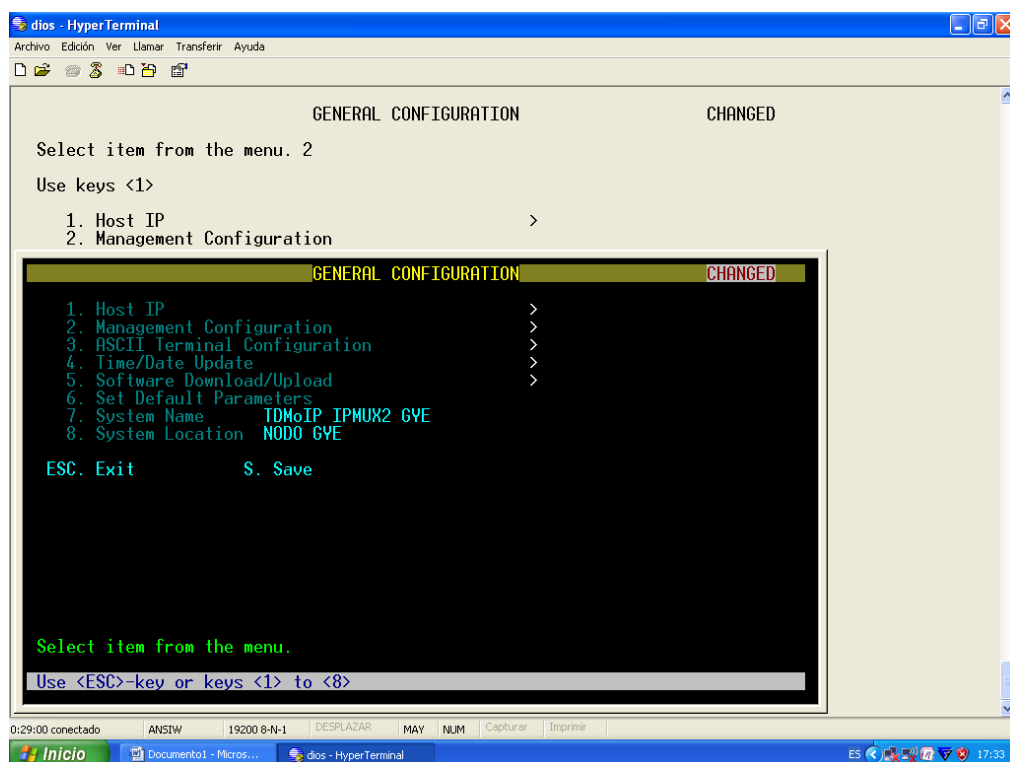 dios - HyperTerminal
Archivo Edición Ver Llamar Transferir Ayuda
GENERAL CONFIGURATION CHANGED
Select item from the menu. 2
Use keys <1>
1. Host IP >
2. Management Configuration
GENERAL CONFIGURATION CHANGED
1. Host IP >
2. Management Configuration >
3. ASCII Terminal Configuration >
4. Time/Date Update >
5. Software Download/Upload >
6. Set Default Parameters
7. System Name TDMoIP IPMUX2 GYE
8. System Location NODO GYE
ESC. Exit S. Save
Select item from the menu.
Use <ESC>-key or keys <1> to <8>
0:29:00 conectado ANSIW 19200 8-N-1 DESPLAZAR MAY NUM Capturar Imprimir
Inicio Documento1 - Micros... dios - HyperTerminal ES 17:33